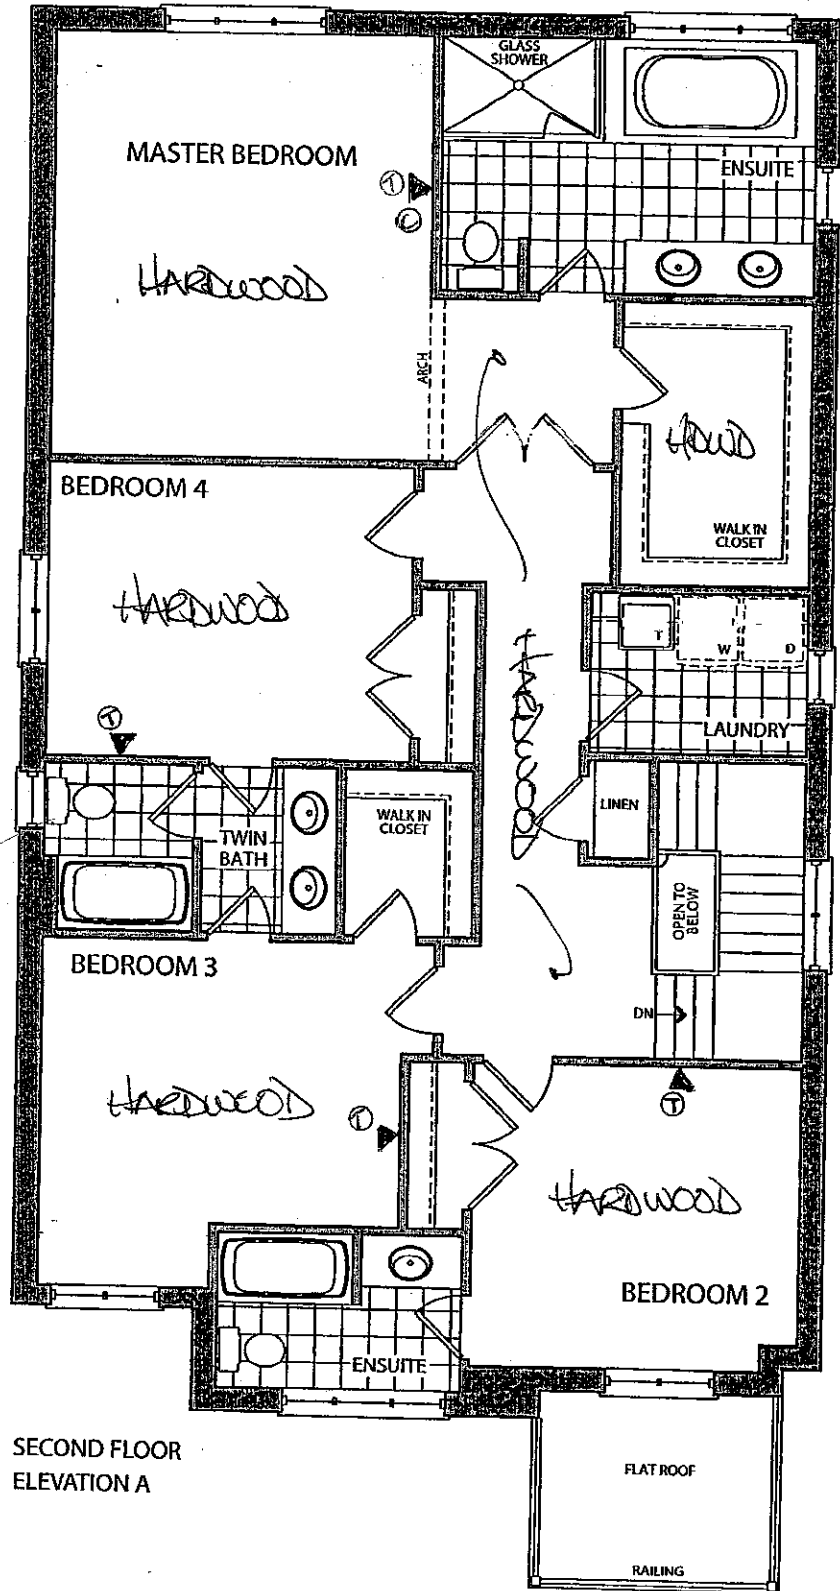 GLASS
SHOWER
MASTER BEDROOM
ENSUITE
T
C
HARDWOOD
ARCH
HDWD
BEDROOM 4
WALK IN
CLOSET
HARDWOOD
T
W
D
HARDWOOD
T
LAUNDRY
WALK IN
CLOSET
LINEN
TWIN
BATH
OPEN TO
BELOW
BEDROOM 3
DN
HARDWOOD
T
T
HARDWOOD
BEDROOM 2
ENSUITE
SECOND FLOOR
ELEVATION A
FLAT ROOF
RAILING